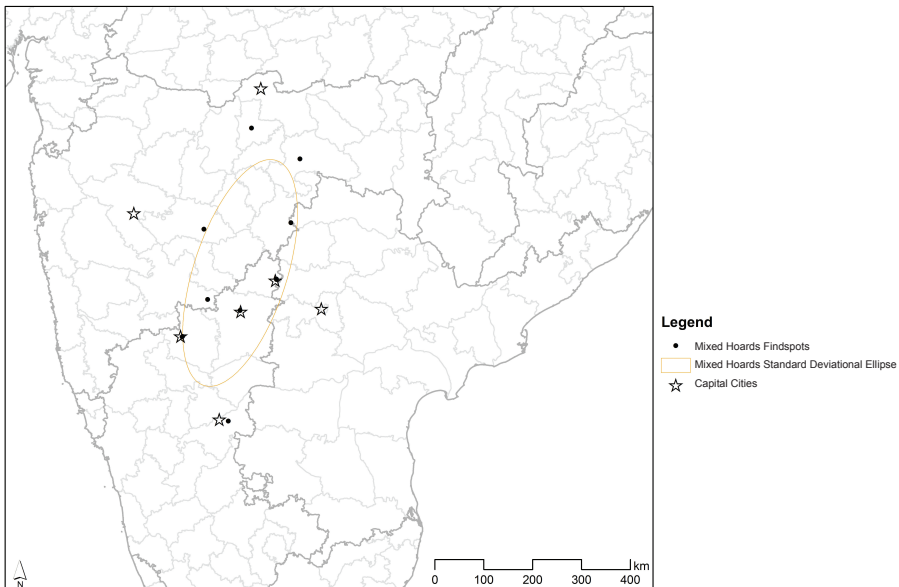 Legend
Mixed Hoards Findspots
Mixed Hoards Standard Deviational Ellipse
Capital Cities
N
km
0 100 200 300 400